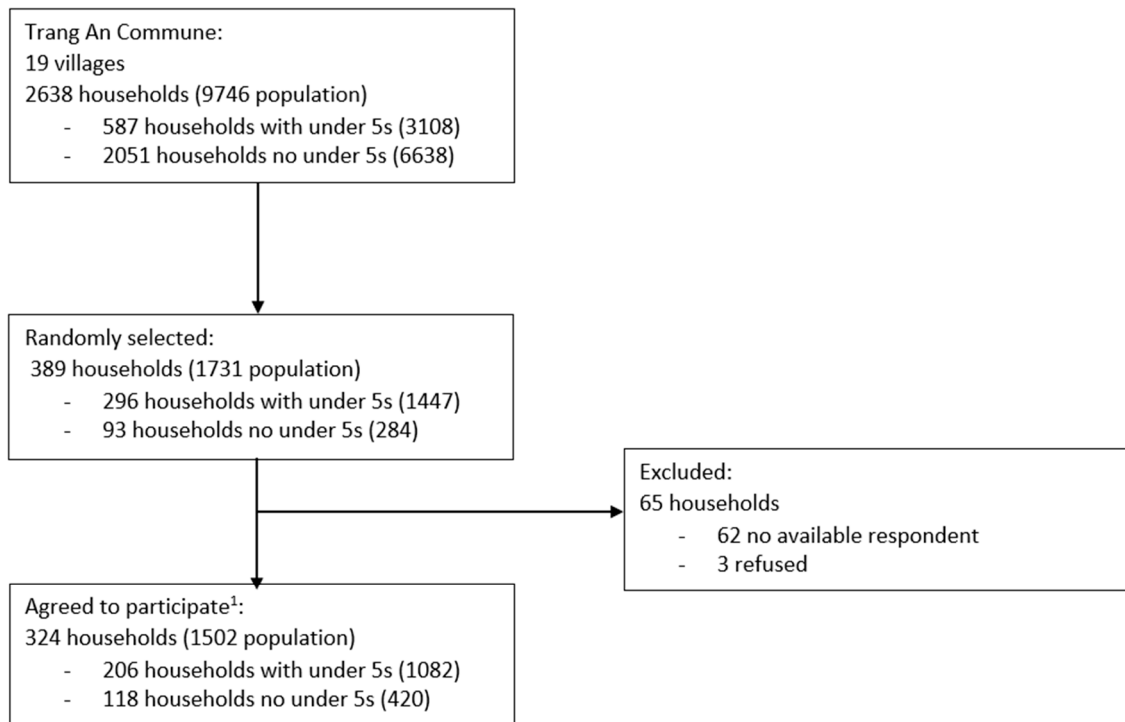 Trang An Commune:
19 villages
2638 households (9746 population)
- 587 households with under 5s (3108)
- 2051 households no under 5s (6638)
Randomly selected:
389 households (1731 population)
- 296 households with under 5s (1447)
- 93 households no under 5s (284)
Excluded:
65 households
- 62 no available respondent
- 3 refused
Agreed to participate¹:
324 households (1502 population)
- 206 households with under 5s (1082)
- 118 households no under 5s (420)